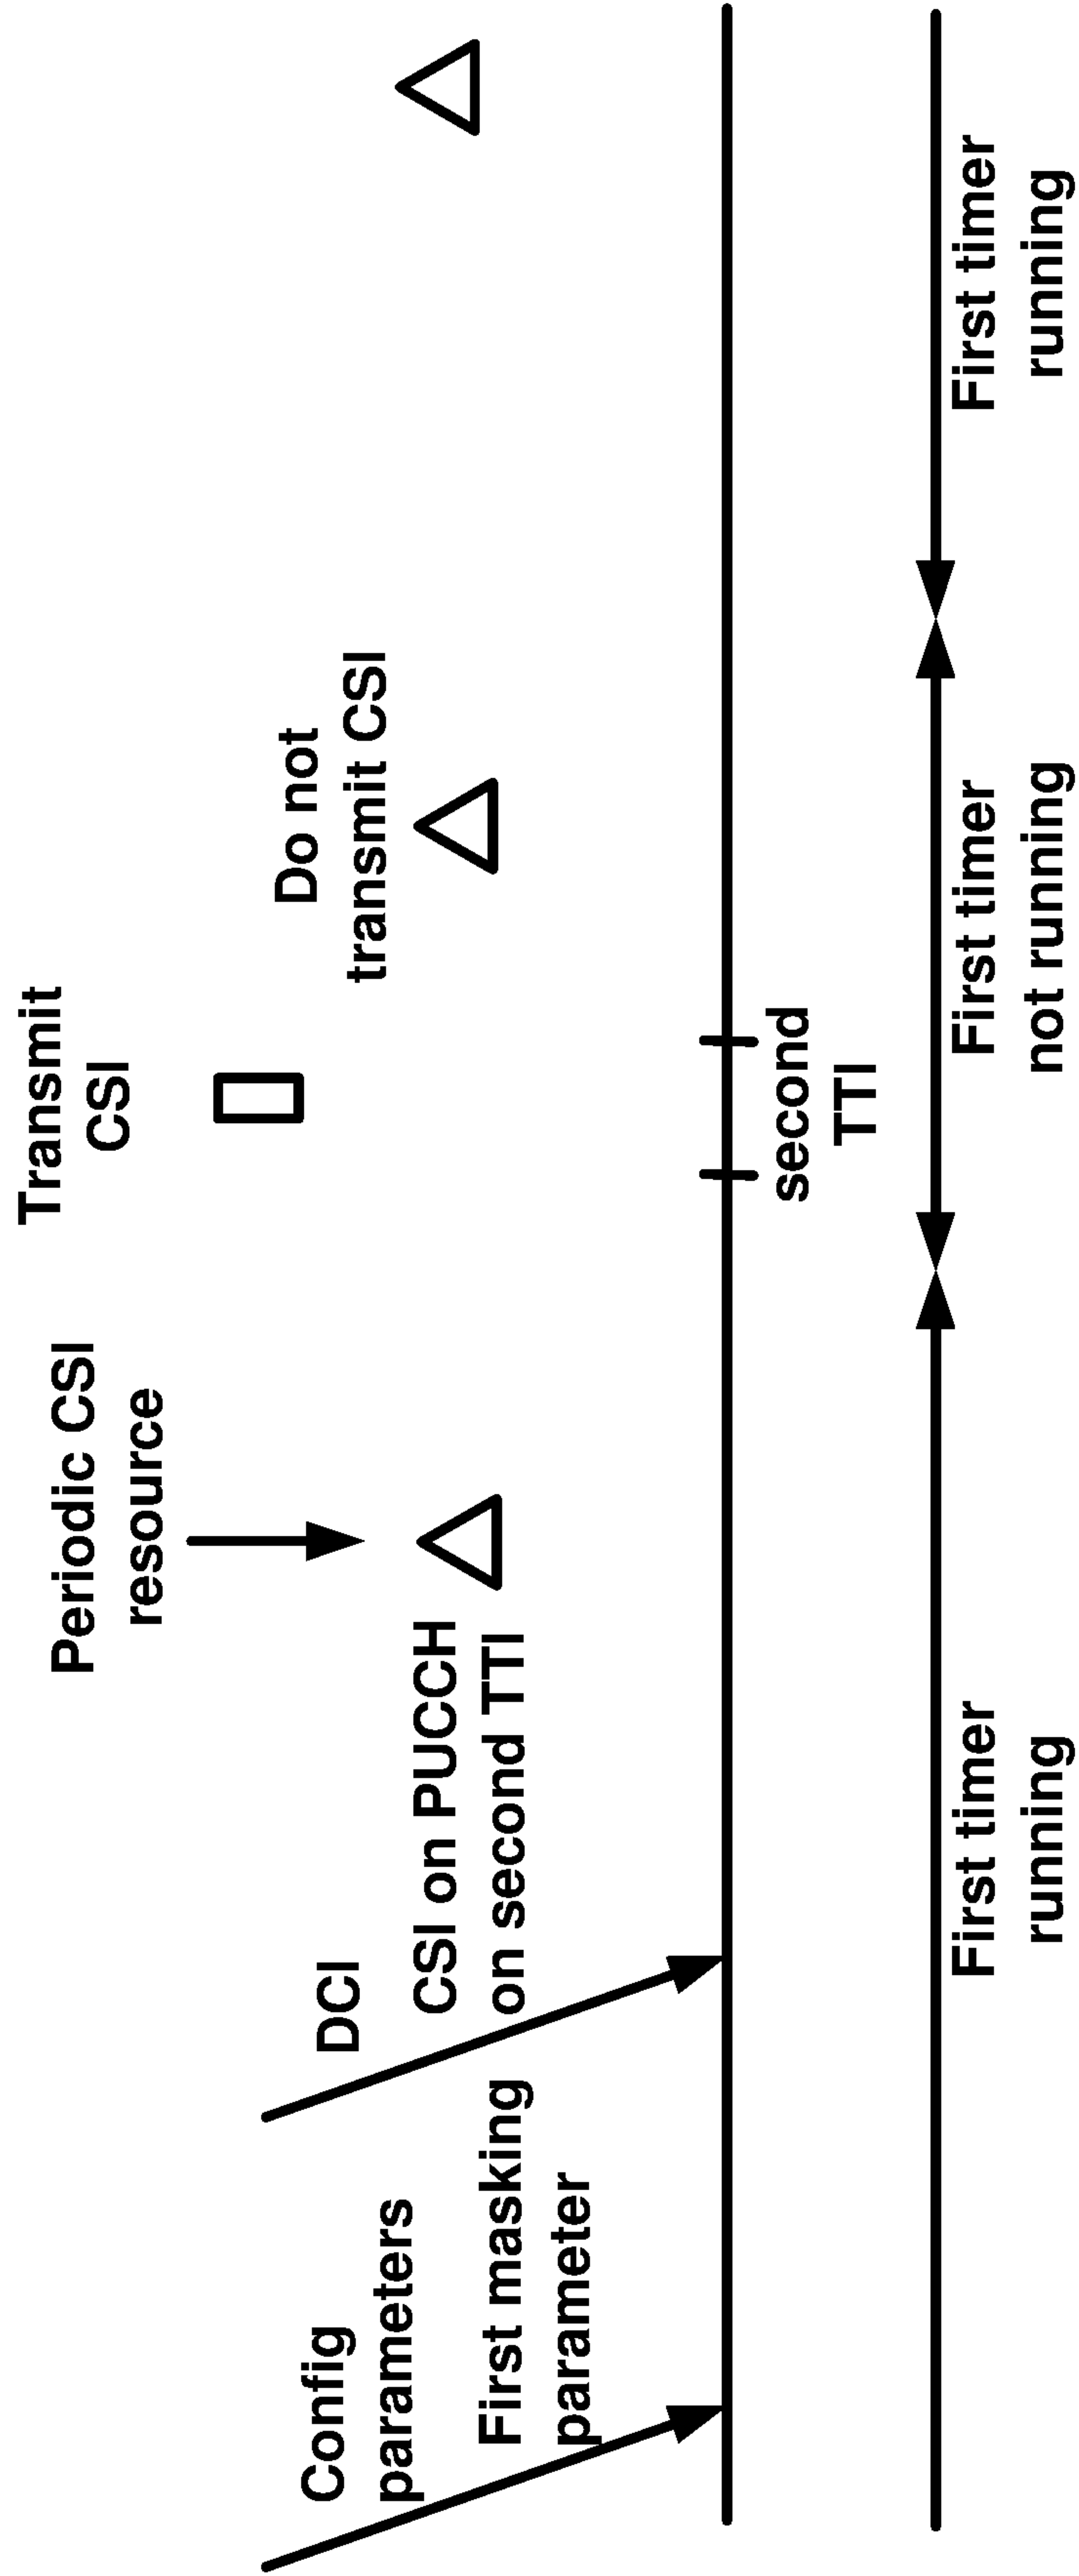 Config
parameters
First masking
parameter
DCI
CSI on PUCCH
on second TTI
Periodic CSI
resource
Transmit
CSI
Do not
transmit CSI
second
TTI
First timer
running
First timer
not running
First timer
running